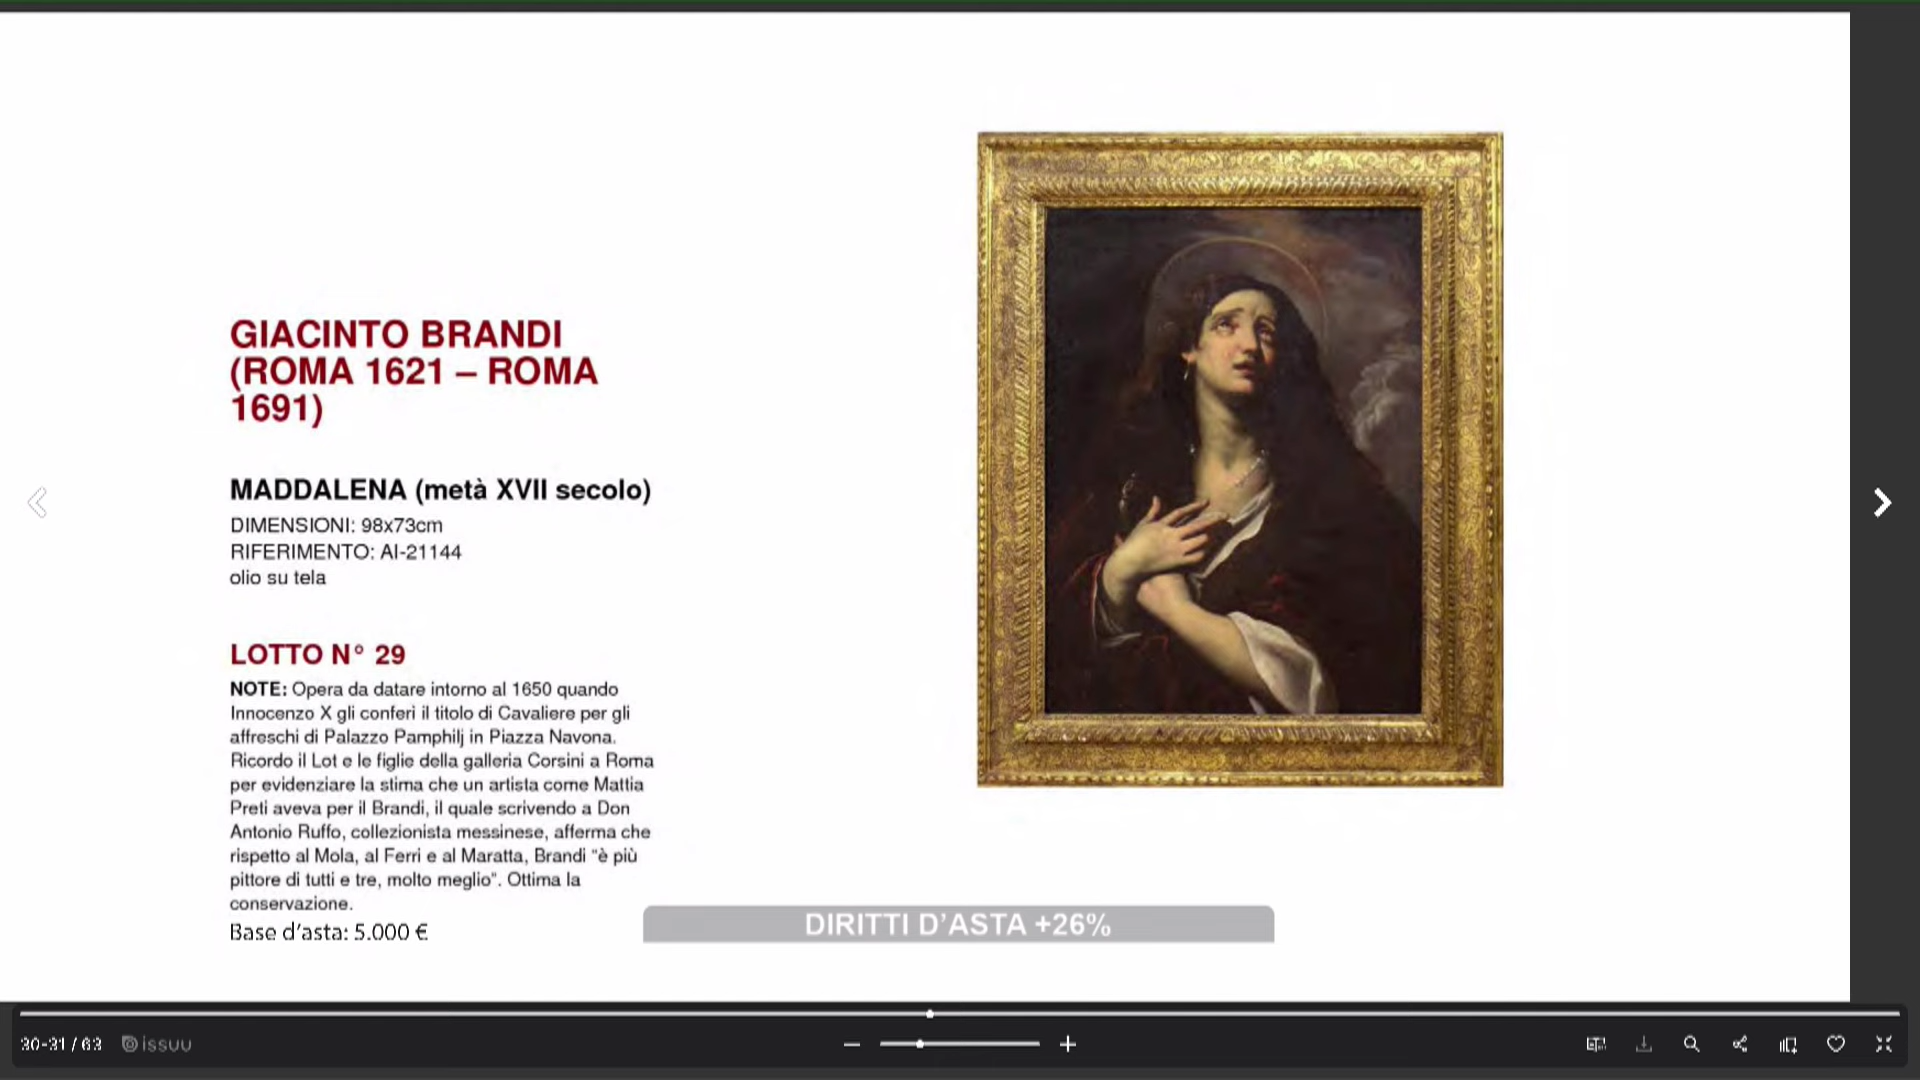 GIACINTO BRANDI
(ROMA 1621 – ROMA
1691)
MADDALENA (metà XVII secolo)
DIMENSIONI: 98x73cm
RIFERIMENTO: AI-21144
olio su tela
LOTTO N° 29
NOTE: Opera da datare intorno al 1650 quando
Innocenzo X gli conferì il titolo di Cavaliere per gli
affreschi di Palazzo Pamphilj in Piazza Navona.
Ricordo il Lot e le figlie della galleria Corsini a Roma
per evidenziare la stima che un artista come Mattia
Preti aveva per il Brandi, il quale scrivendo a Don
Antonio Ruffo, collezionista messinese, afferma che
rispetto al Mola, al Ferri e al Maratta, Brandi "è più
pittore di tutti e tre, molto meglio". Ottima la
conservazione.
Base d'asta: 5.000 €
DIRITTI D'ASTA +26%
30-31 / 63 issuu